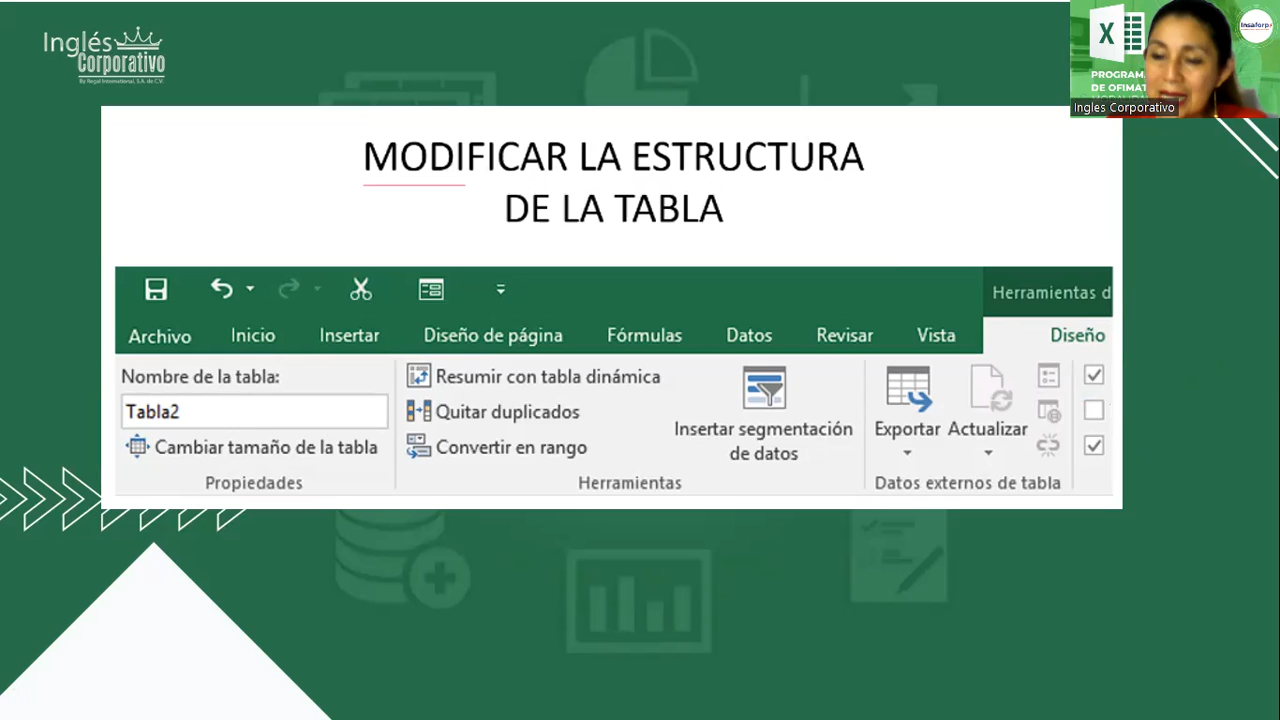 Inglés
Corporativo
By Regal International, S.A. de C.V.
Insaforp
PROGRAMA
DE OFIMAT
Ingles Corporativo
MODIFICAR LA ESTRUCTURA
DE LA TABLA
Herramientas d
Archivo Inicio Insertar Diseño de página Fórmulas Datos Revisar Vista Diseño
Nombre de la tabla:
Tabla2
Cambiar tamaño de la tabla
Propiedades
Resumir con tabla dinámica
Quitar duplicados
Convertir en rango
Insertar segmentación
de datos
Herramientas
Exportar Actualizar
Datos externos de tabla